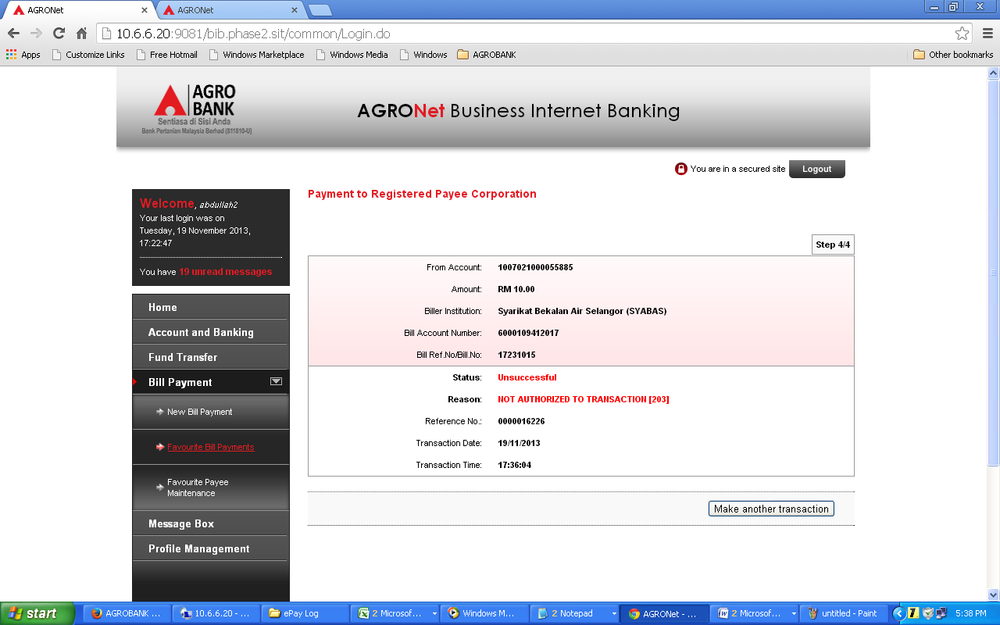 AGRONet
AGRONet
10.6.6.20:9081/bib.phase2.sit/common/Login.do
Apps
Customize Links
Free Hotmail
Windows Marketplace
Windows Media
Windows
AGROBANK
Other bookmarks
AGRO
BANK
Sentiasa di Sisi Anda
Bank Pertanian Malaysia Berhad (811810-U)
AGRONet Business Internet Banking
You are in a secured site
Logout
Welcome, abdullah2
Your last login was on
Tuesday, 19 November 2013,
17:22:47
You have 19 unread messages
Home
Account and Banking
Fund Transfer
Bill Payment
New Bill Payment
Favourite Bill Payments
Favourite Payee
Maintenance
Message Box
Profile Management
Payment to Registered Payee Corporation
Step 4/4
From Account: 1007021000055885
Amount: RM 10.00
Biller Institution: Syarikat Bekalan Air Selangor (SYABAS)
Bill Account Number: 6000109412017
Bill Ref.No/Bill.No: 17231015
Status: Unsuccessful
Reason: NOT AUTHORIZED TO TRANSACTION [203]
Reference No.: 0000016226
Transaction Date: 19/11/2013
Transaction Time: 17:36:04
Make another transaction
start
AGROBANK ...
10.6.6.20 - ...
ePay Log
2 Microsof...
Windows M...
2 Notepad
AGRONet - ...
2 Microsof...
untitled - Paint
7
5:38 PM